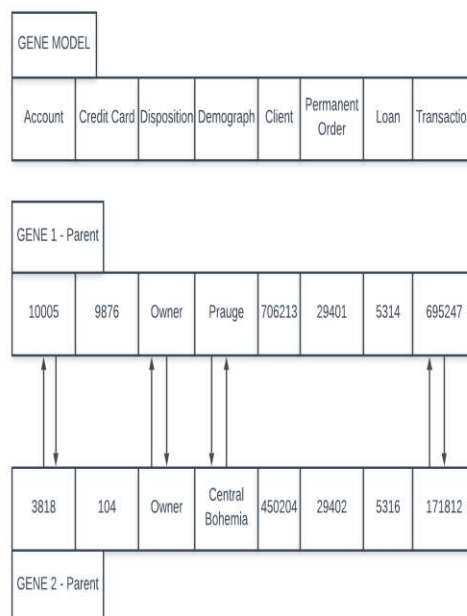 GENE MODEL
Account Credit Card Disposition Demograph Client Permanent Order Loan Transactio
GENE 1 - Parent
10005 9876 Owner Prauge 706213 29401 5314 695247
3818 104 Owner Central Bohemia 450204 29402 5316 171812
GENE 2 - Parent